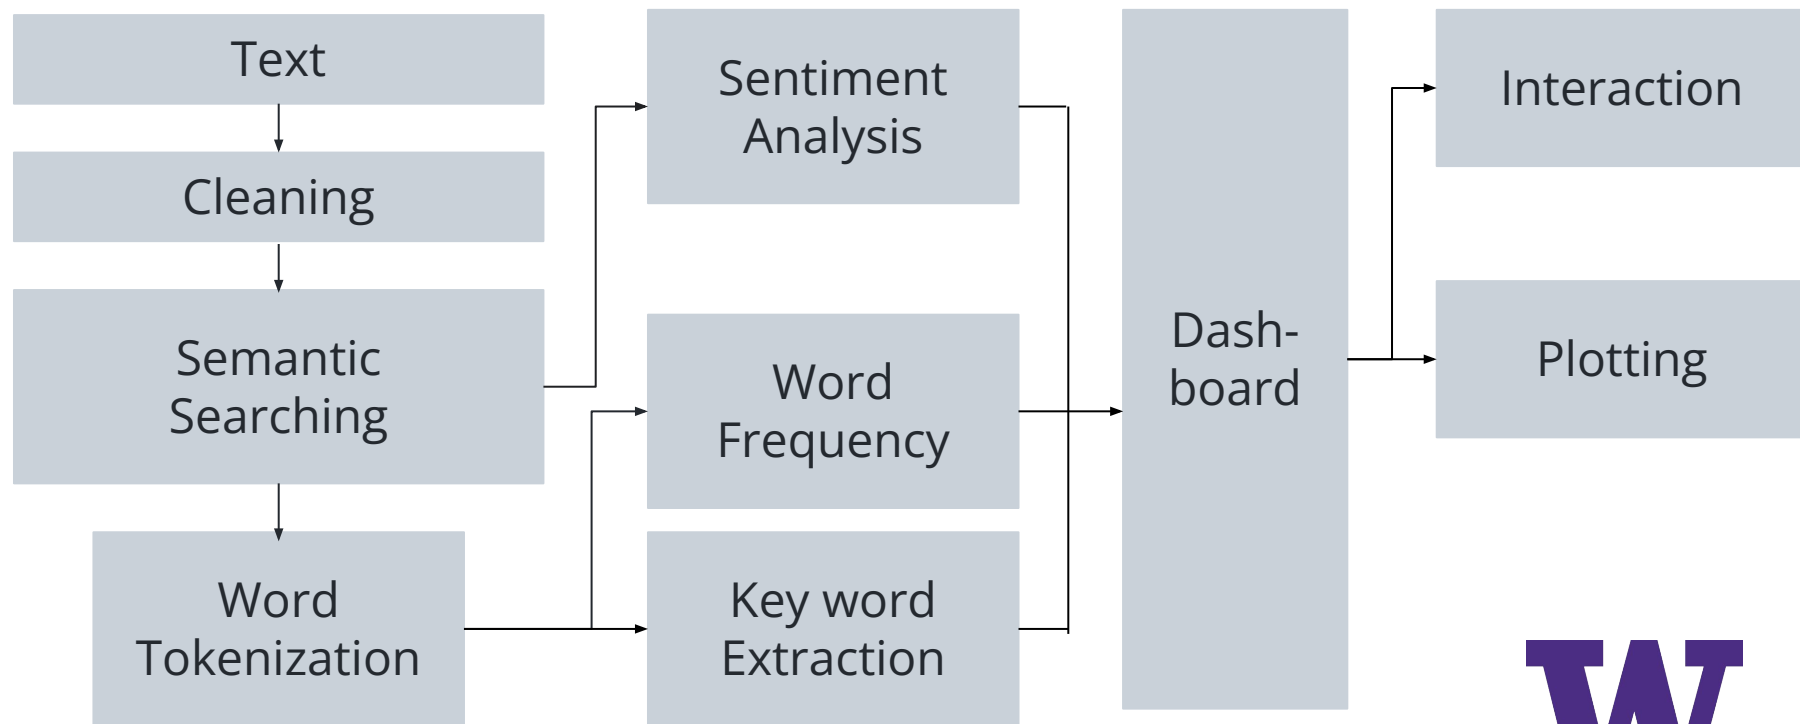 Text
Cleaning
Semantic
Searching
Word
Tokenization
Sentiment
Analysis
Word
Frequency
Key word
Extraction
Dash-
board
Interaction
Plotting
W